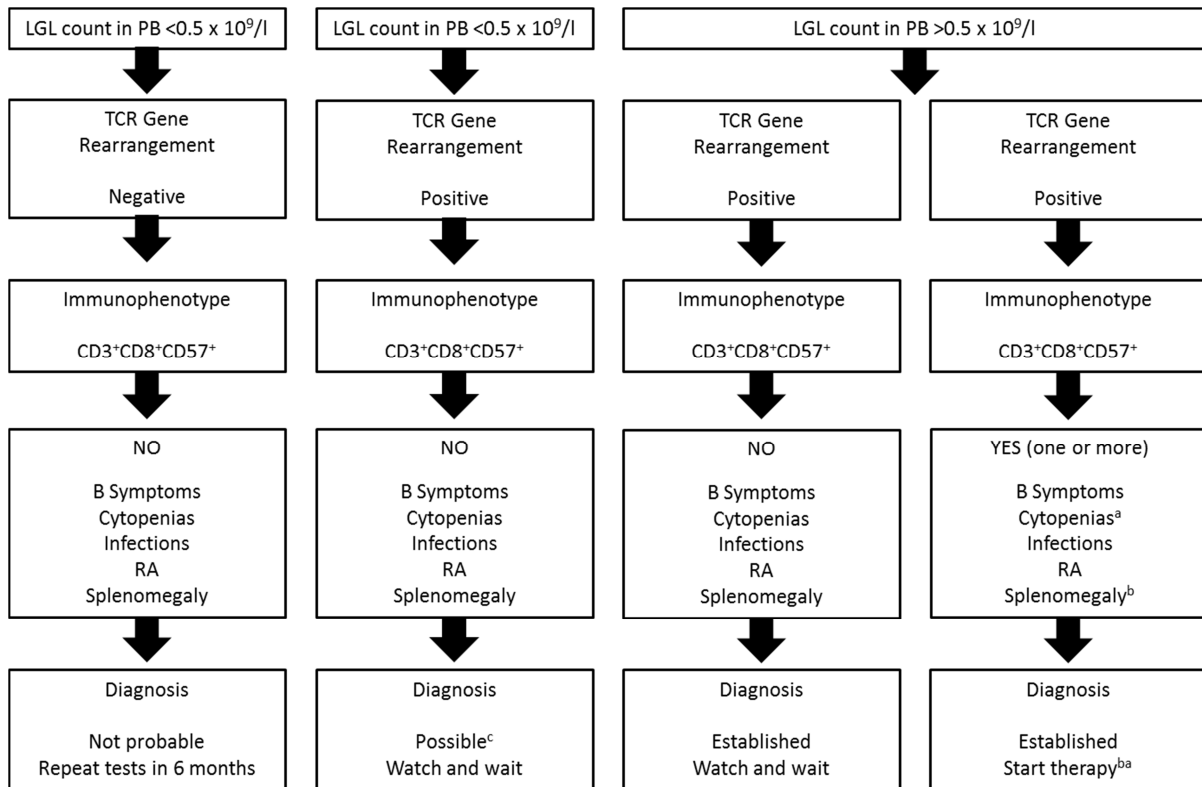 LGL count in PB <0.5 x 10⁹/l
LGL count in PB <0.5 x 10⁹/l
LGL count in PB >0.5 x 10⁹/l
TCR Gene
Rearrangement
Negative
TCR Gene
Rearrangement
Positive
TCR Gene
Rearrangement
Positive
TCR Gene
Rearrangement
Positive
Immunophenotype
CD3⁺CD8⁺CD57⁺
Immunophenotype
CD3⁺CD8⁺CD57⁺
Immunophenotype
CD3⁺CD8⁺CD57⁺
Immunophenotype
CD3⁺CD8⁺CD57⁺
NO
B Symptoms
Cytopenias
Infections
RA
Splenomegaly
NO
B Symptoms
Cytopenias
Infections
RA
Splenomegaly
NO
B Symptoms
Cytopenias
Infections
RA
Splenomegaly
YES (one or more)
B Symptoms
Cytopeniasᵃ
Infections
RA
Splenomegalyᵇ
Diagnosis
Not probable
Repeat tests in 6 months
Diagnosis
Possibleᶜ
Watch and wait
Diagnosis
Established
Watch and wait
Diagnosis
Established
Start therapyᵇᵃ